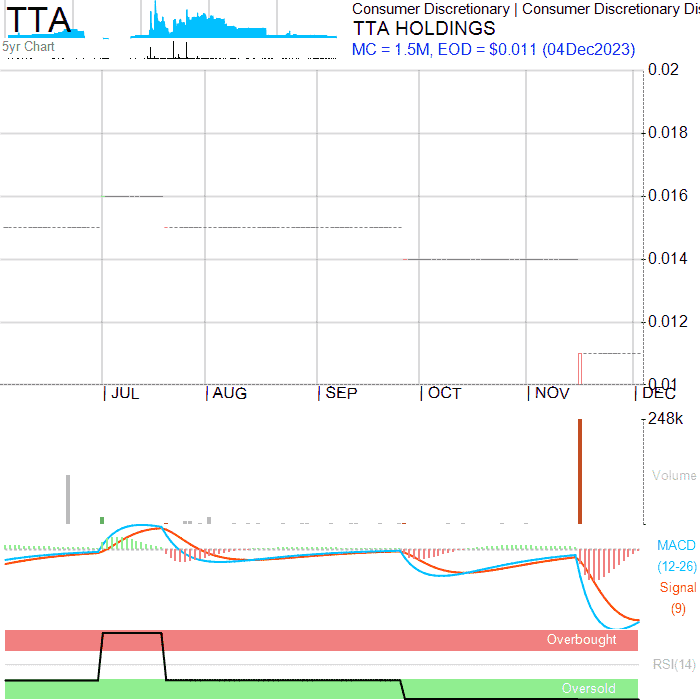 TTA
5yr Chart
Consumer Discretionary | Consumer Discretionary Dis
TTA HOLDINGS
MC = 1.5M, EOD = $0.011 (04Dec2023)
0.02
0.018
0.016
0.014
0.012
0.01
JUL AUG SEP OCT NOV DEC
248k
Volume
MACD
(12-26)
Signal
(9)
Overbought
RSI(14)
Oversold